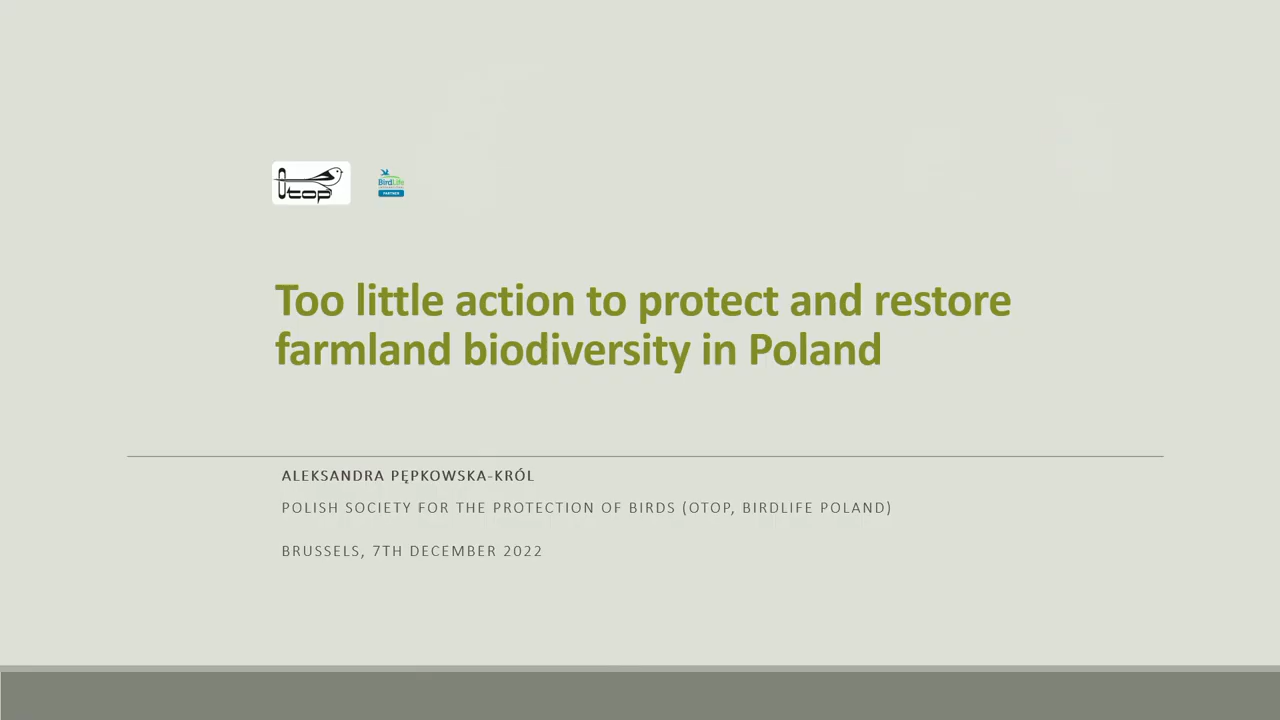 otop
BirdLife
PARTNER
Too little action to protect and restore
farmland biodiversity in Poland
ALEKSANDRA PĘPKOWSKA-KRÓL
POLISH SOCIETY FOR THE PROTECTION OF BIRDS (OTOP, BIRDLIFE POLAND)
BRUSSELS, 7TH DECEMBER 2022